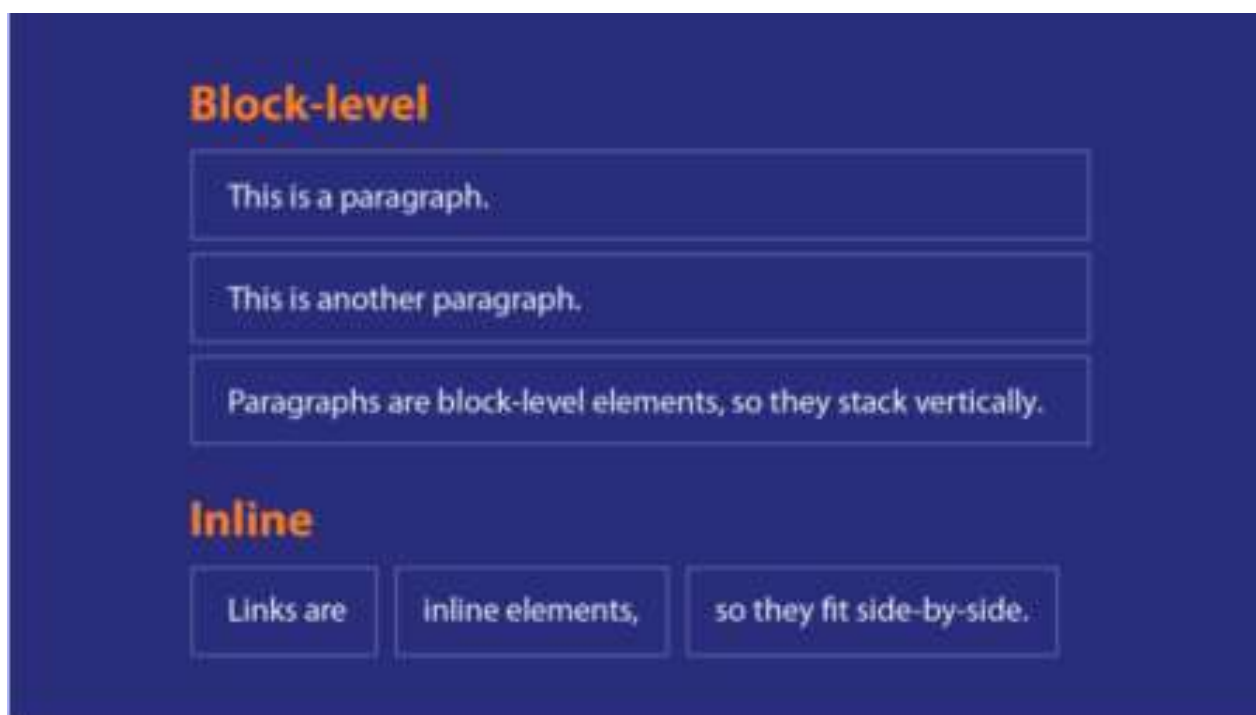 Block-level
This is a paragraph.
This is another paragraph.
Paragraphs are block-level elements, so they stack vertically.
Inline
Links are inline elements, so they fit side-by-side.